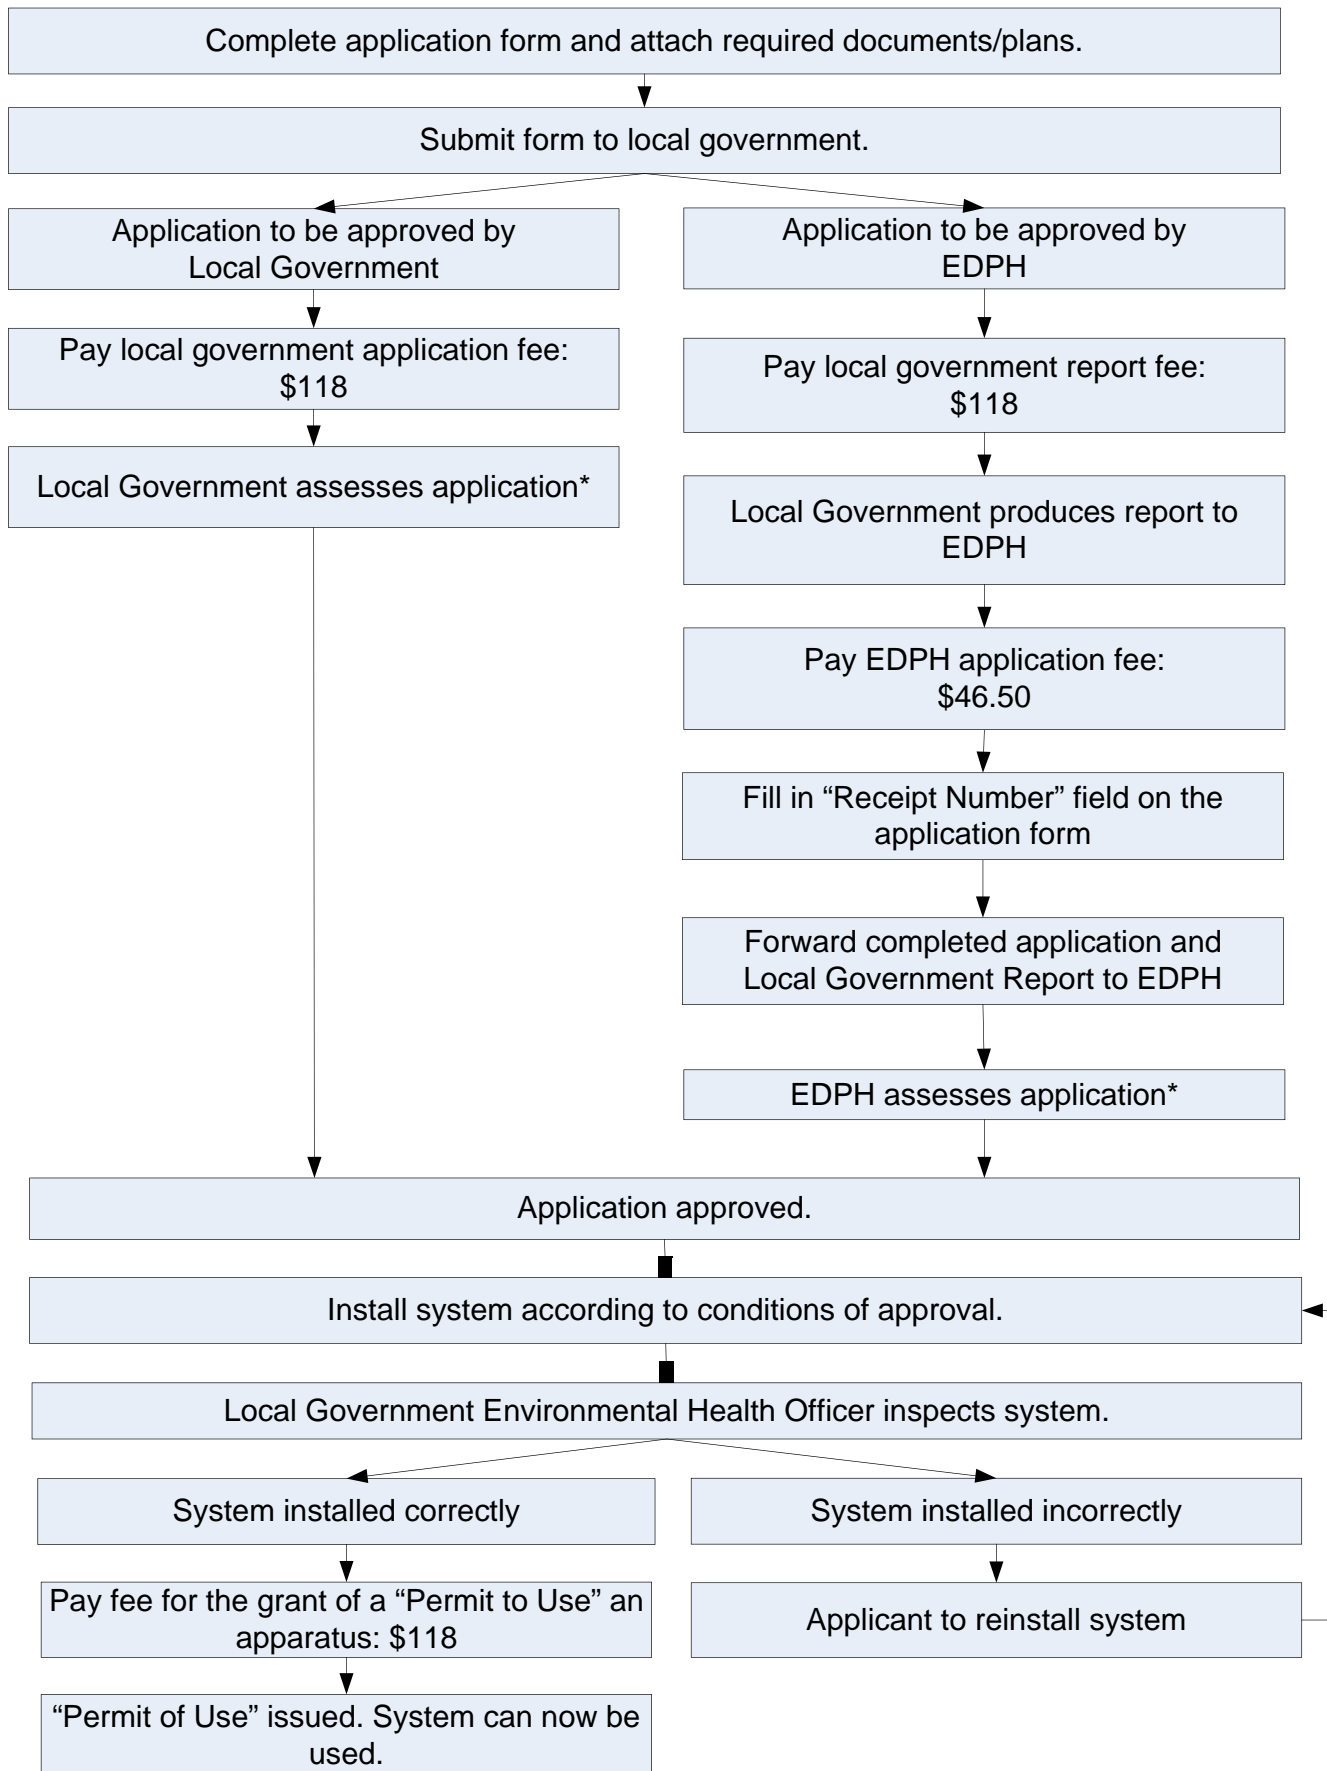 Complete application form and attach required documents/plans.
Submit form to local government.
Application to be approved by
Local Government
Pay local government application fee:
$118
Local Government assesses application*
Application to be approved by
EDPH
Pay local government report fee:
$118
Local Government produces report to
EDPH
Pay EDPH application fee:
$46.50
Fill in “Receipt Number” field on the
application form
Forward completed application and
Local Government Report to EDPH
EDPH assesses application*
Application approved.
Install system according to conditions of approval.
Local Government Environmental Health Officer inspects system.
System installed correctly
Pay fee for the grant of a “Permit to Use” an
apparatus: $118
“Permit of Use” issued. System can now be
used.
System installed incorrectly
Applicant to reinstall system